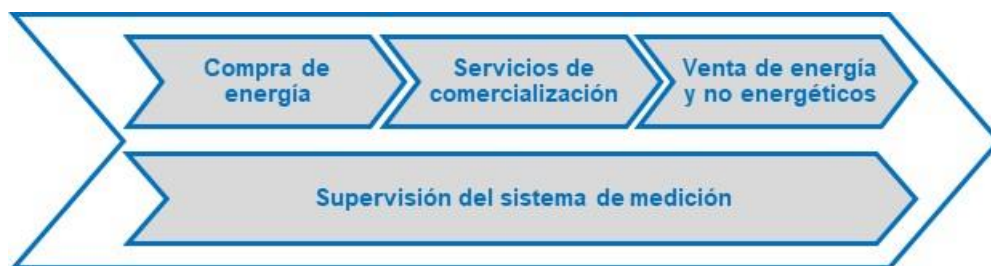 Compra de
energía
Servicios de
comercialización
Venta de energía
y no energéticos
Supervisión del sistema de medición